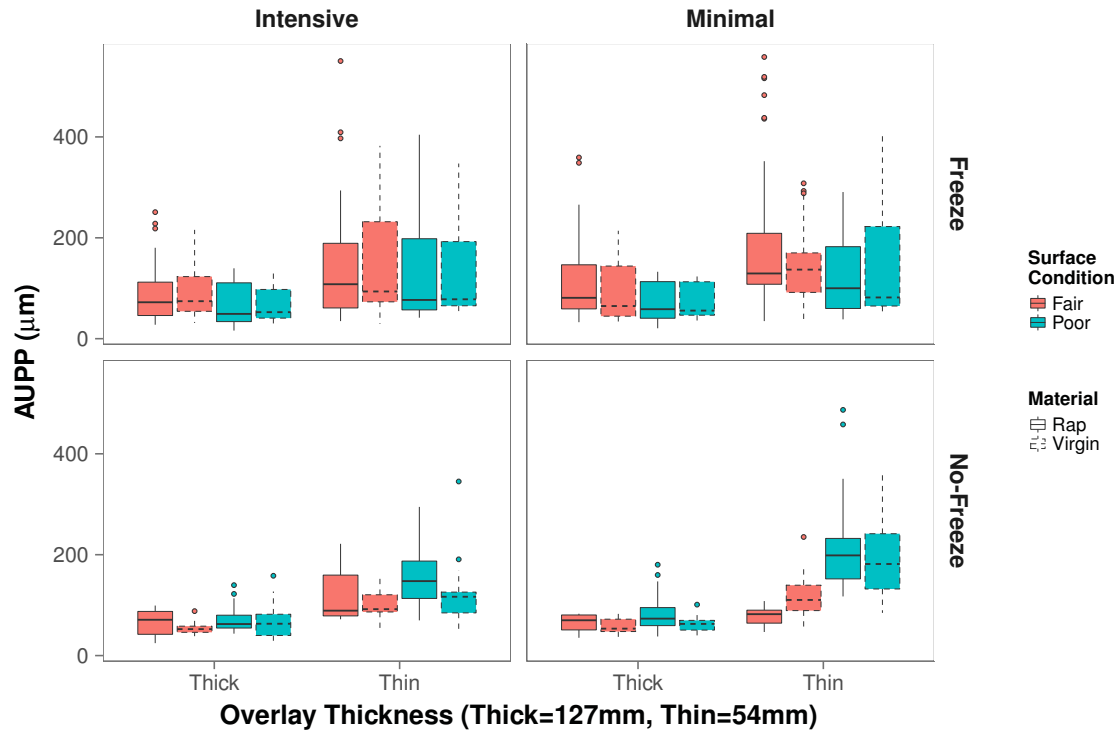 Intensive
Minimal
400
200
0
Freeze
400
200
0
No-Freeze
AUPP (μm)
Thick
Thin
Thick
Thin
Overlay Thickness (Thick=127mm, Thin=54mm)
Surface
Condition
Fair
Poor
Material
Rap
Virgin